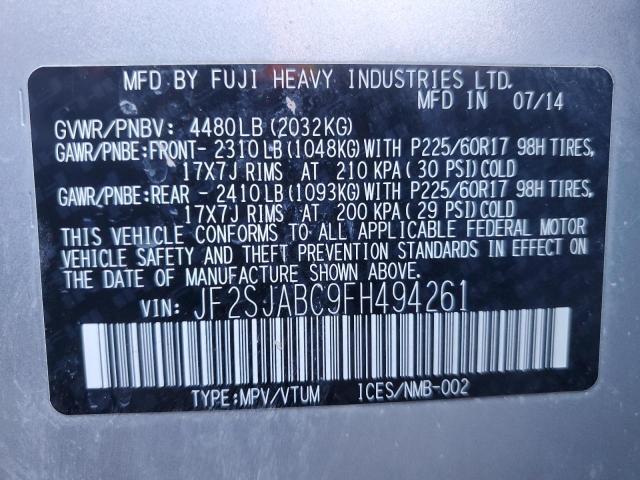 MFD BY FUJI HEAVY INDUSTRIES LTD.
MFD IN 07/14
GVWR/PNBV: 4480LB (2032KG)
GAWR/PNBE:FRONT- 2310LB (1048KG) WITH P225/60R17 98H TIRES,
17X7J RIMS AT 210 KPA (30 PSI) COLD
GAWR/PNBE:REAR - 2410LB (1093KG) WITH P225/60R17 98H TIRES,
17X7J RIMS AT 200 KPA (29 PSI) COLD
THIS VEHICLE CONFORMS TO ALL APPLICABLE FEDERAL MOTOR
VEHICLE SAFETY AND THEFT PREVENTION STANDARDS IN EFFECT ON
THE DATE OF MANUFACTURE SHOWN ABOVE.
VIN: JF2SJABC9FH494261
TYPE:MPV/VTUM ICES/NMB-002